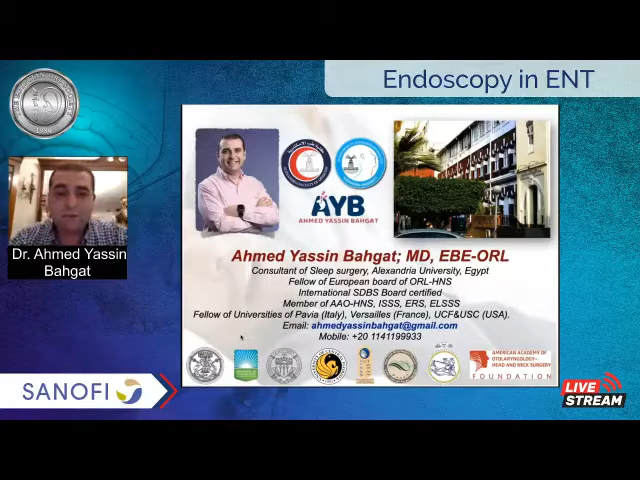 Endoscopy in ENT
1986
AYB
AHMED YASSIN BAHGAT
Dr. Ahmed Yassin
Bahgat
Ahmed Yassin Bahgat; MD, EBE-ORL
Consultant of Sleep surgery, Alexandria University, Egypt
Fellow of European board of ORL-HNS
International SDBS Board certified
Member of AAO-HNS, ISSS, ERS, ELSSS
Fellow of Universities of Pavia (Italy), Versailles (France), UCF&USC (USA).
Email: ahmedyassinbahgat@gmail.com
Mobile: +20 1141199933
AMERICAN ACADEMY OF
OTOLARYNGOLOGY–
HEAD AND NECK SURGERY
FOUNDATION
SANOFI
LIVE
STREAM